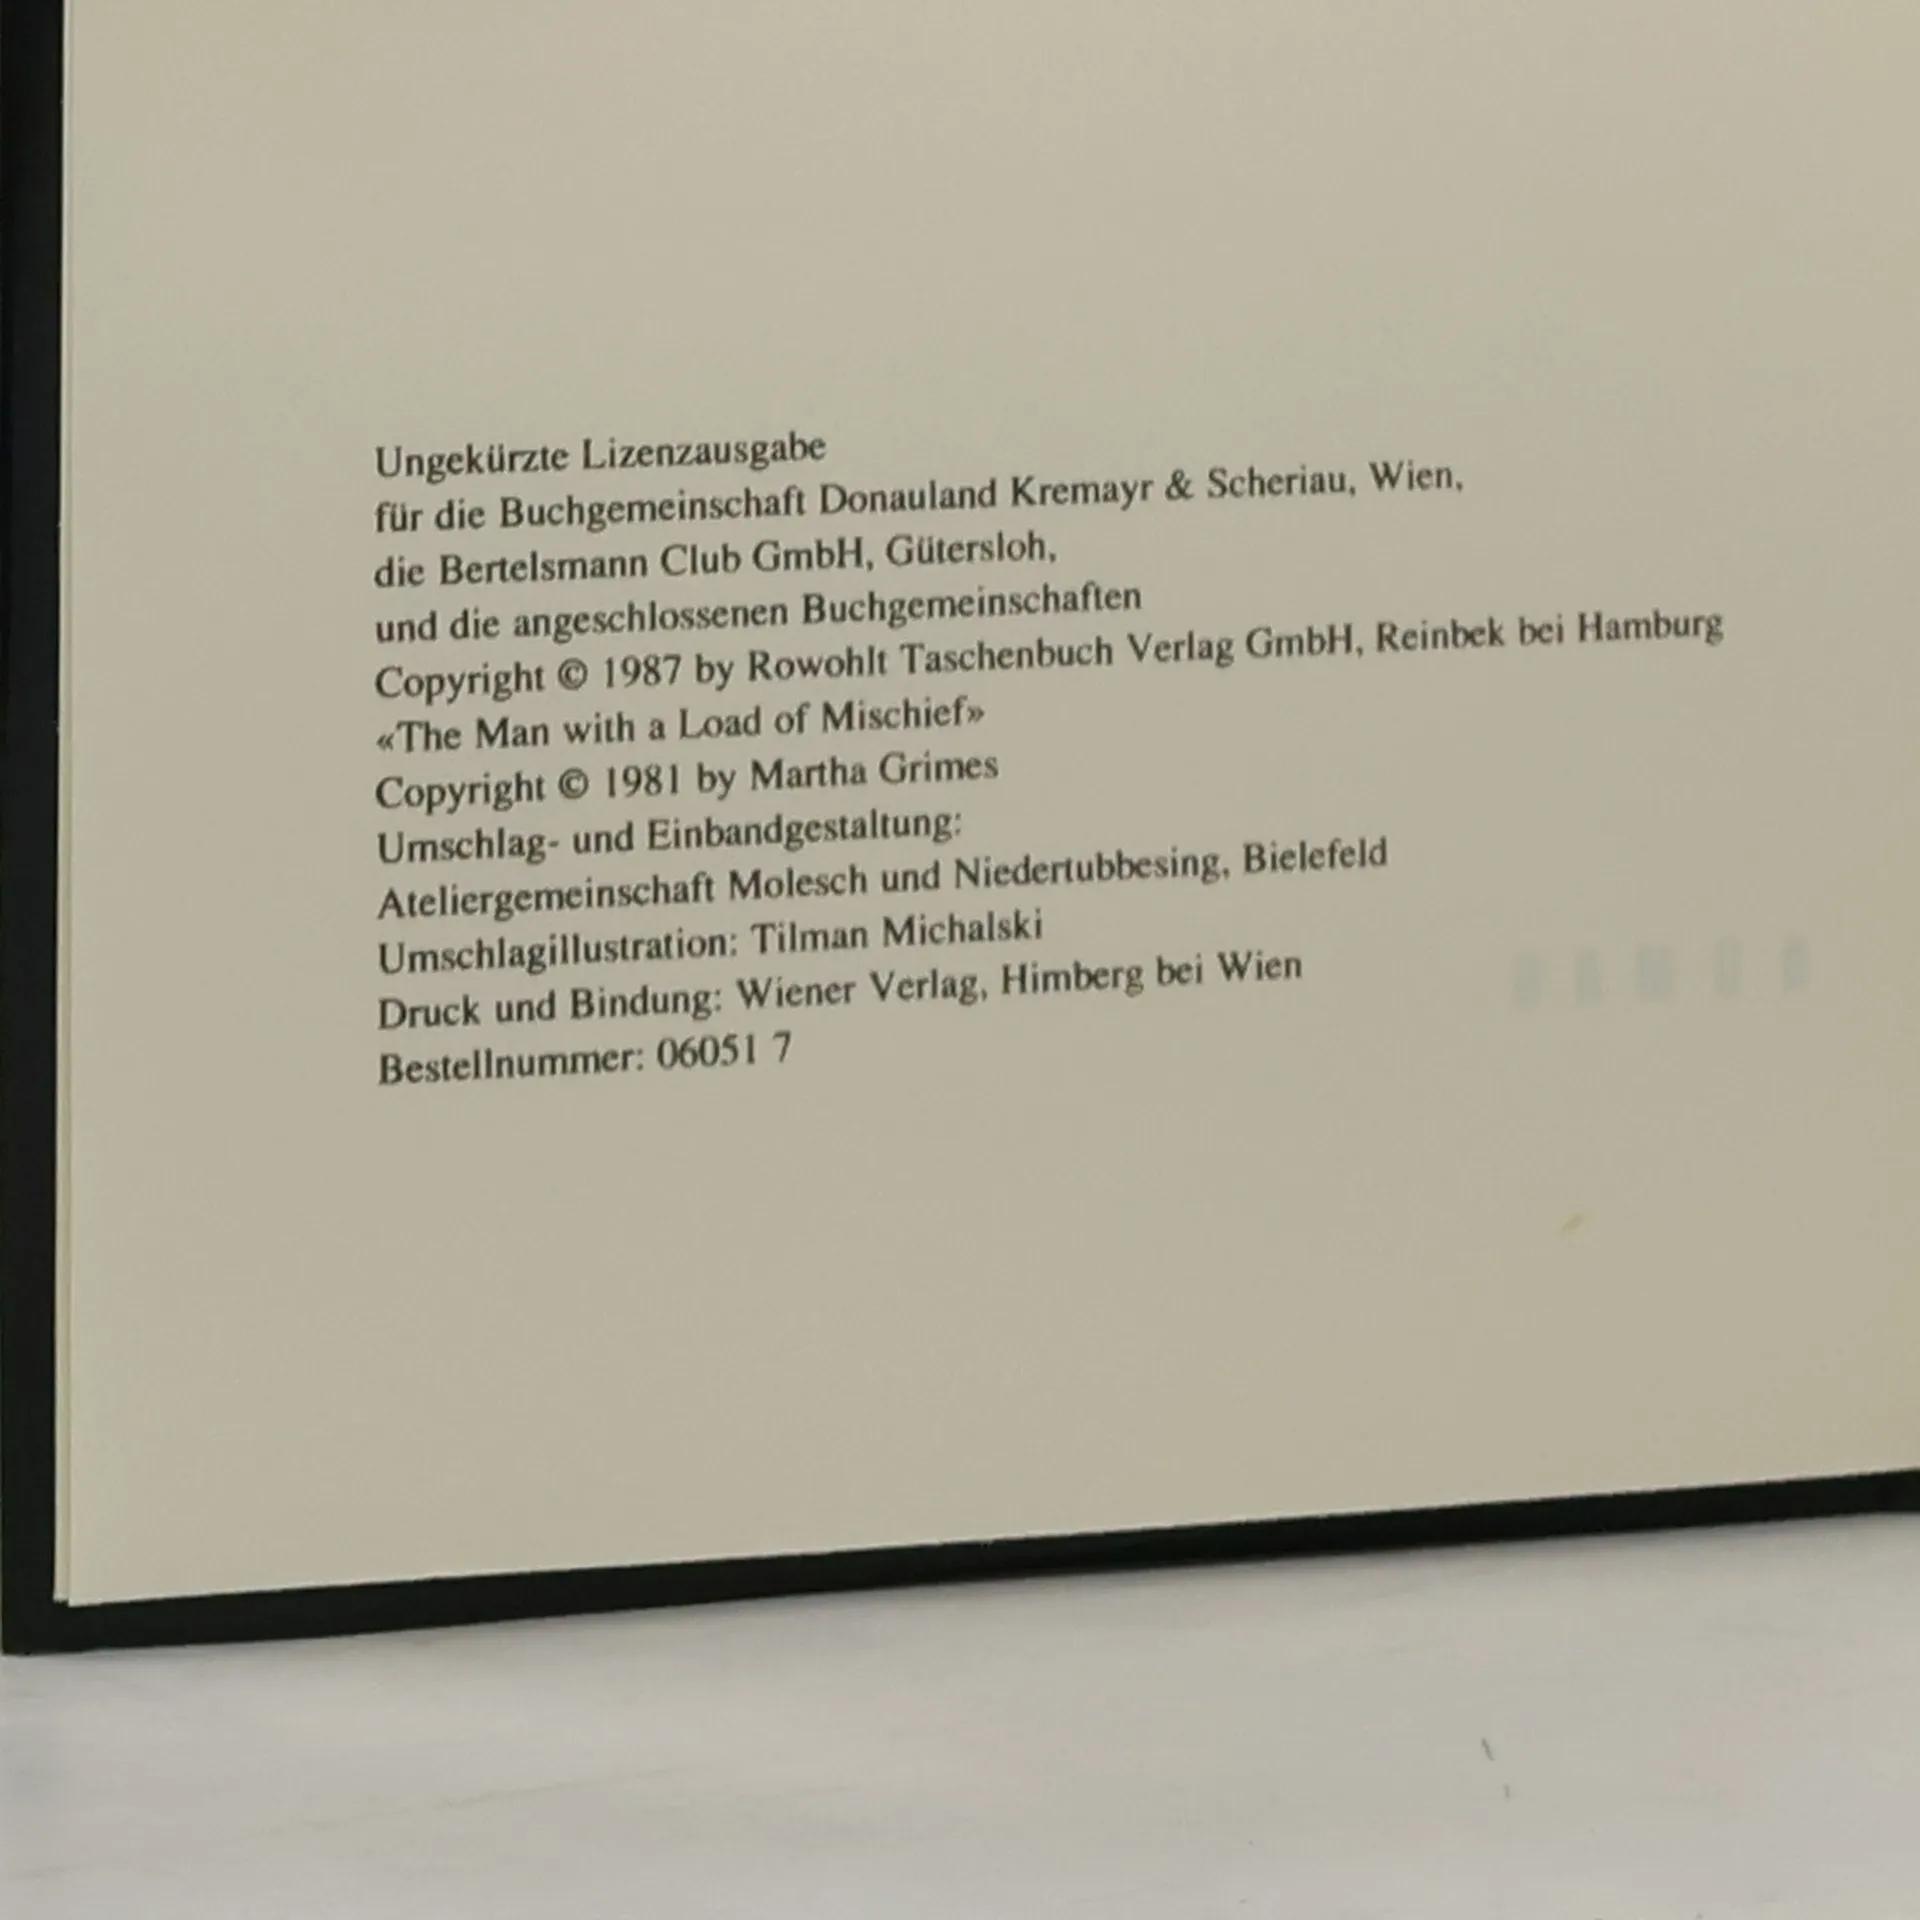 Ungekürzte Lizenzausgabe
für die Buchgemeinschaft Donauland Kremayr & Scheriau, Wien,
die Bertelsmann Club GmbH, Gütersloh,
und die angeschlossenen Buchgemeinschaften
Copyright © 1987 by Rowohlt Taschenbuch Verlag GmbH, Reinbek bei Hamburg
«The Man with a Load of Mischief»
Copyright © 1981 by Martha Grimes
Umschlag- und Einbandgestaltung:
Ateliergemeinschaft Molesch und Niedertubbesing, Bielefeld
Umschlagillustration: Tilman Michalski
Druck und Bindung: Wiener Verlag, Himberg bei Wien
Bestellnummer: 06051 7